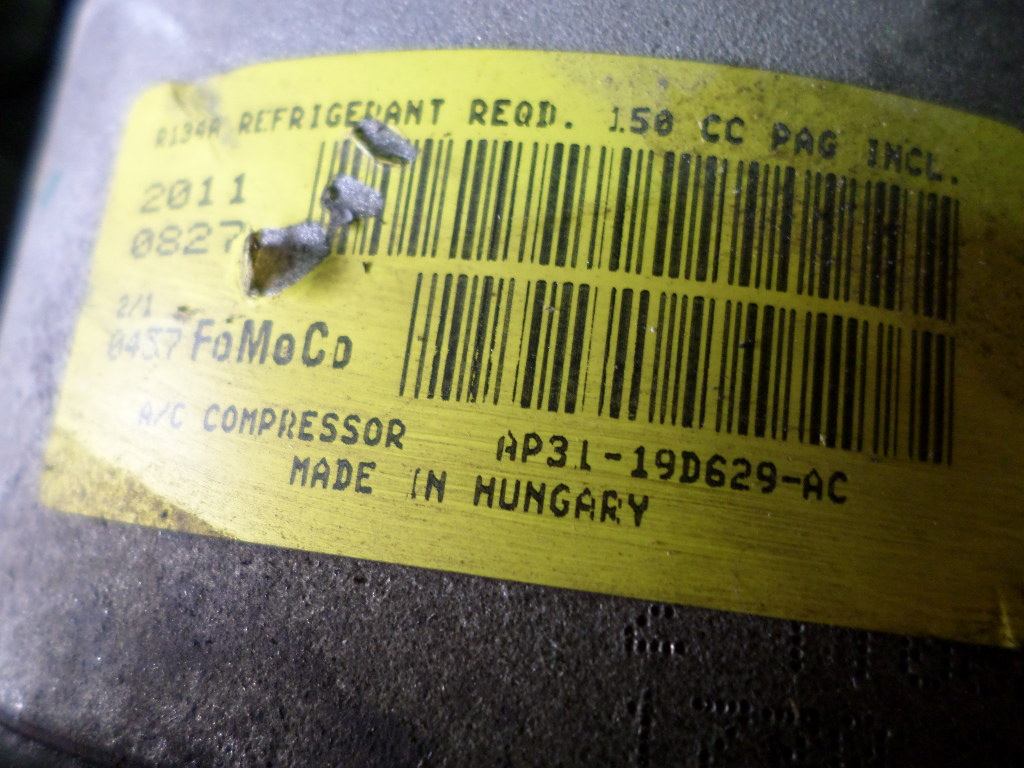 R134A REFRIGERANT REQD. 150 CC PAG INCL.
2011
0827
2/1
0457 FoMoCo
A/C COMPRESSOR AP31-19D629-AC
MADE IN HUNGARY